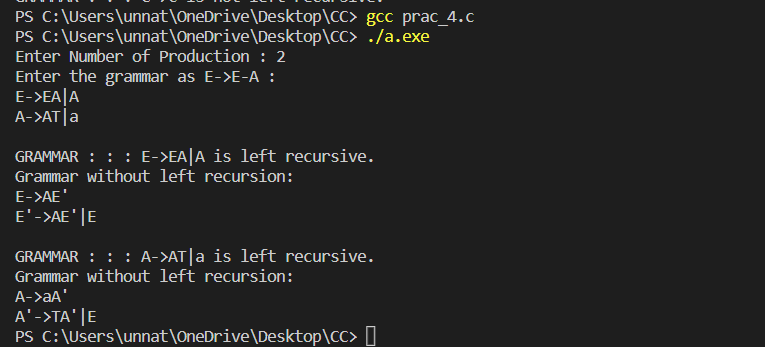 PS C:\Users\unnat\OneDrive\Desktop\CC> gcc prac_4.c
PS C:\Users\unnat\OneDrive\Desktop\CC> ./a.exe
Enter Number of Production : 2
Enter the grammar as E->E-A :
E->EA|A
A->AT|a

GRAMMAR : : : E->EA|A is left recursive.
Grammar without left recursion:
E->AE'
E'->AE'|E

GRAMMAR : : : A->AT|a is left recursive.
Grammar without left recursion:
A->aA'
A'->TA'|E
PS C:\Users\unnat\OneDrive\Desktop\CC>